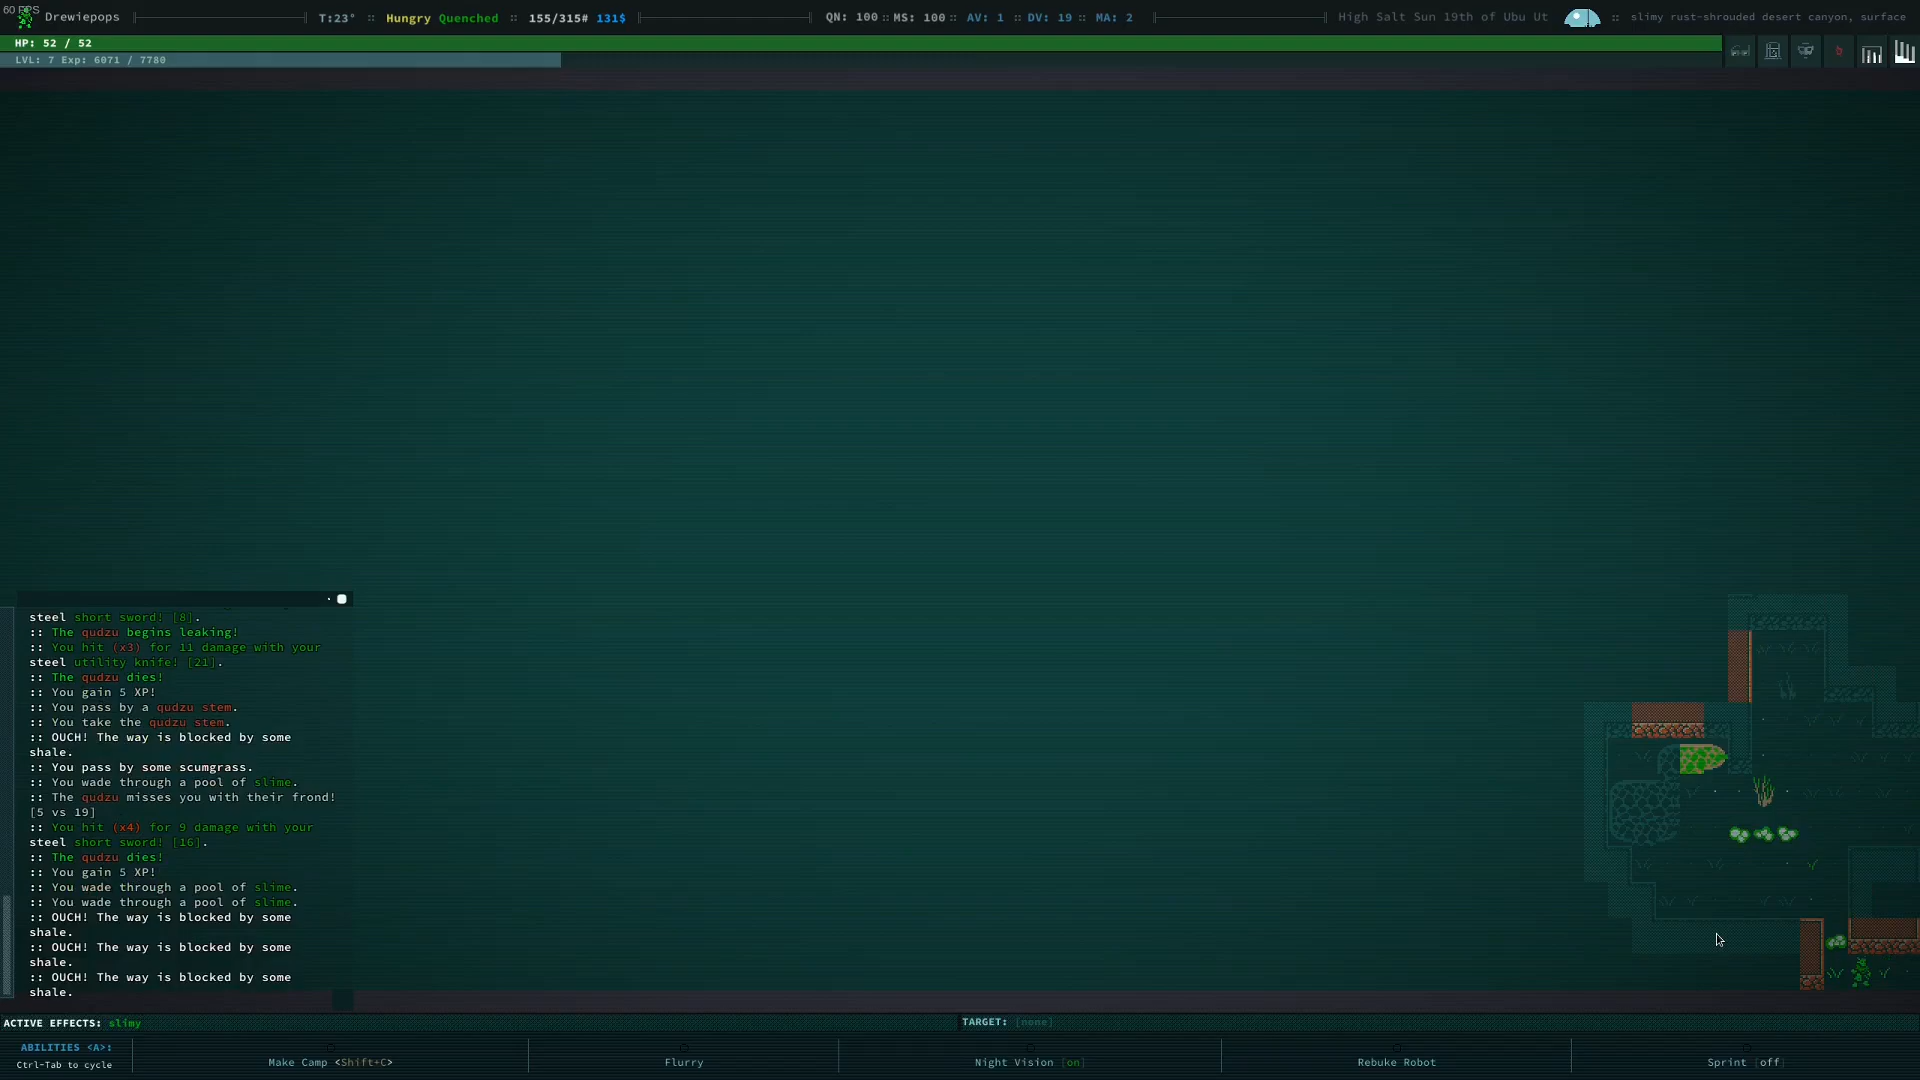 60 FPS
Drewiepops
T:23° :: Hungry Quenched :: 155/315# 131$
QN: 100 :: MS: 100 :: AV: 1 :: DV: 19 :: MA: 2
High Salt Sun 19th of Ubu Ut :: slimy rust-shrouded desert canyon, surface
HP: 52 / 52
LVL: 7 Exp: 6071 / 7780
steel short sword! [8].
:: The qudzu begins leaking!
:: You hit (x3) for 11 damage with your
steel utility knife! [21].
:: The qudzu dies!
:: You gain 5 XP!
:: You pass by a qudzu stem.
:: You take the qudzu stem.
:: OUCH! The way is blocked by some
shale.
:: You pass by some scumgrass.
:: You wade through a pool of slime.
:: The qudzu misses you with their frond!
[5 vs 19]
:: You hit (x4) for 9 damage with your
steel short sword! [16].
:: The qudzu dies!
:: You gain 5 XP!
:: You wade through a pool of slime.
:: You wade through a pool of slime.
:: OUCH! The way is blocked by some
shale.
:: OUCH! The way is blocked by some
shale.
:: OUCH! The way is blocked by some
shale.
ACTIVE EFFECTS: slimy
TARGET: [none]
ABILITIES <A>:
Ctrl-Tab to cycle
Make Camp <Shift+C>
Flurry
Night Vision [on]
Rebuke Robot
Sprint [off]